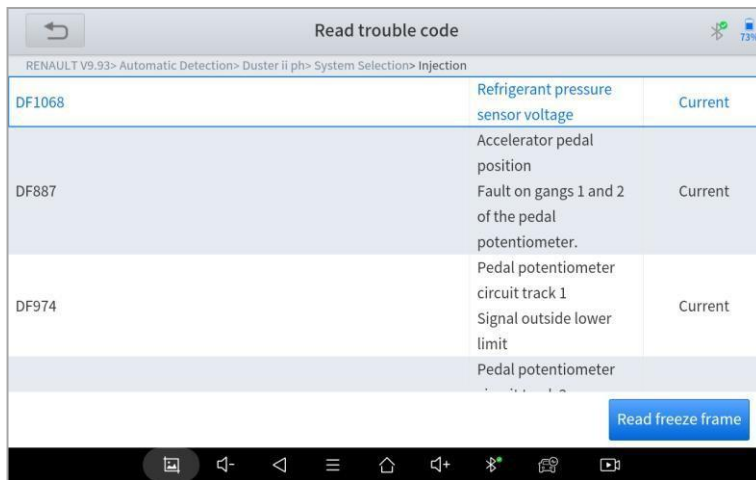 Read trouble code
73%
RENAULT V9.93> Automatic Detection> Duster ii ph> System Selection> Injection
DF1068
Refrigerant pressure
sensor voltage
Current
DF887
Accelerator pedal
position
Fault on gangs 1 and 2
of the pedal
potentiometer.
Current
DF974
Pedal potentiometer
circuit track 1
Signal outside lower
limit
Current
Pedal potentiometer
Read freeze frame